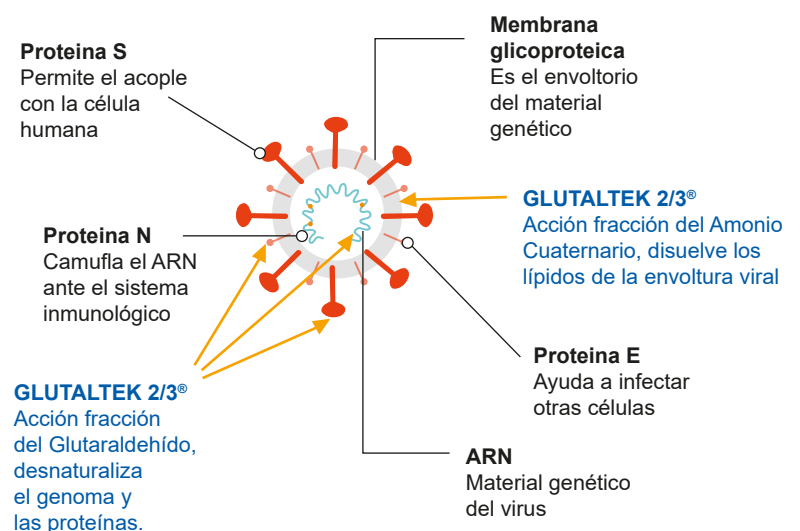 Proteina S
Permite el acople
con la célula
humana
Membrana
glicoproteica
Es el envoltorio
del material
genético
GLUTALTEK 2/3®
Acción fracción del Amonio
Cuaternario, disuelve los
lípidos de la envoltura viral
Proteina N
Camufla el ARN
ante el sistema
inmunológico
Proteina E
Ayuda a infectar
otras células
GLUTALTEK 2/3®
Acción fracción
del Glutaraldehído,
desnaturaliza
el genoma y
las proteínas.
ARN
Material genético
del virus